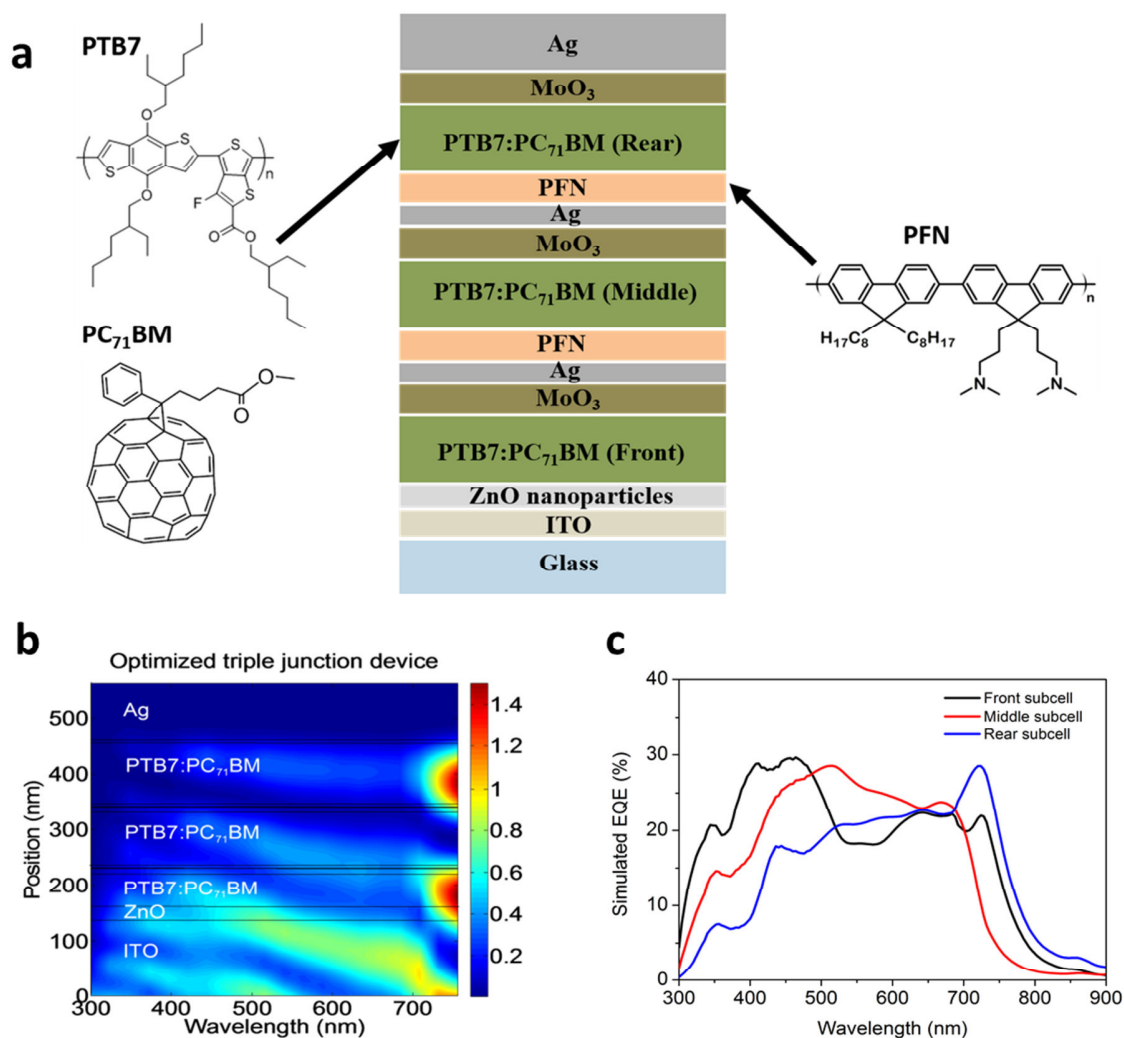 a
PTB7
O
S
S
S
n
O
F
S
O
O
PC₇₁BM
O
O
Ag
MoO₃
PTB7:PC₇₁BM (Rear)
PFN
Ag
MoO₃
PTB7:PC₇₁BM (Middle)
PFN
Ag
MoO₃
PTB7:PC₇₁BM (Front)
ZnO nanoparticles
ITO
Glass
PFN
n
H₁₇C₈ C₈H₁₇
N N
b
Optimized triple junction device
Position (nm)
500
400
300
200
100
0
Ag
PTB7:PC₇₁BM
PTB7:PC₇₁BM
PTB7:PC₇₁BM
ZnO
ITO
300 400 500 600 700
Wavelength (nm)
1.4
1.2
1
0.8
0.6
0.4
0.2
c
Simulated EQE (%)
40
30
20
10
0
Front subcell
Middle subcell
Rear subcell
300 400 500 600 700 800 900
Wavelength (nm)